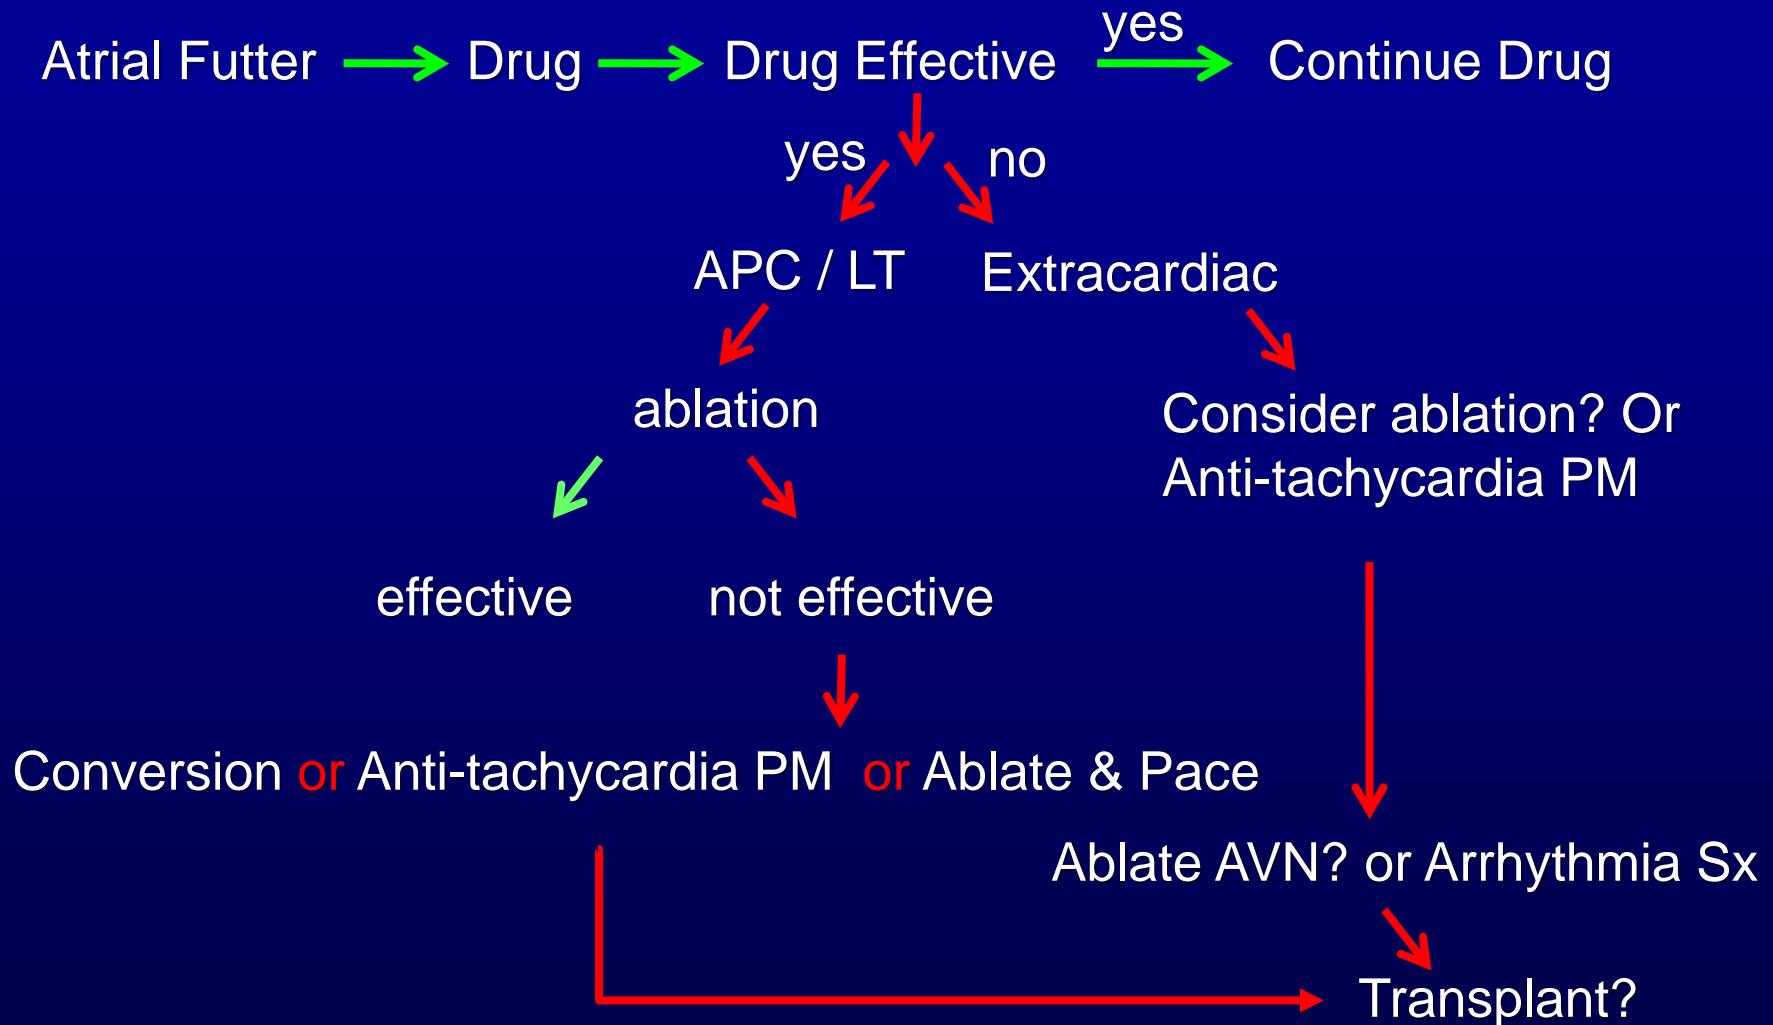 Atrial Futter Drug Drug Effective yes Continue Drug
yes no
APC / LT Extracardiac
ablation Consider ablation? Or
Anti-tachycardia PM
effective not effective
Conversion or Anti-tachycardia PM or Ablate & Pace
Ablate AVN? or Arrhythmia Sx
Transplant?